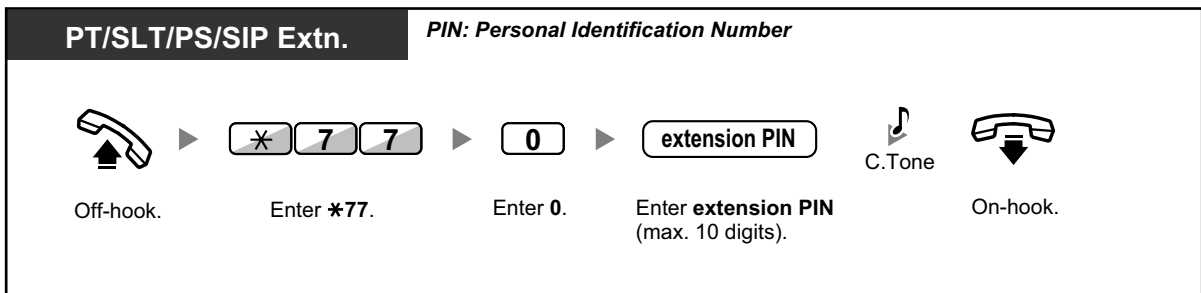 PT/SLT/PS/SIP Extn.
PIN: Personal Identification Number
* 7 7
0
extension PIN
C.Tone
Off-hook.
Enter *77.
Enter 0.
Enter extension PIN
(max. 10 digits).
On-hook.